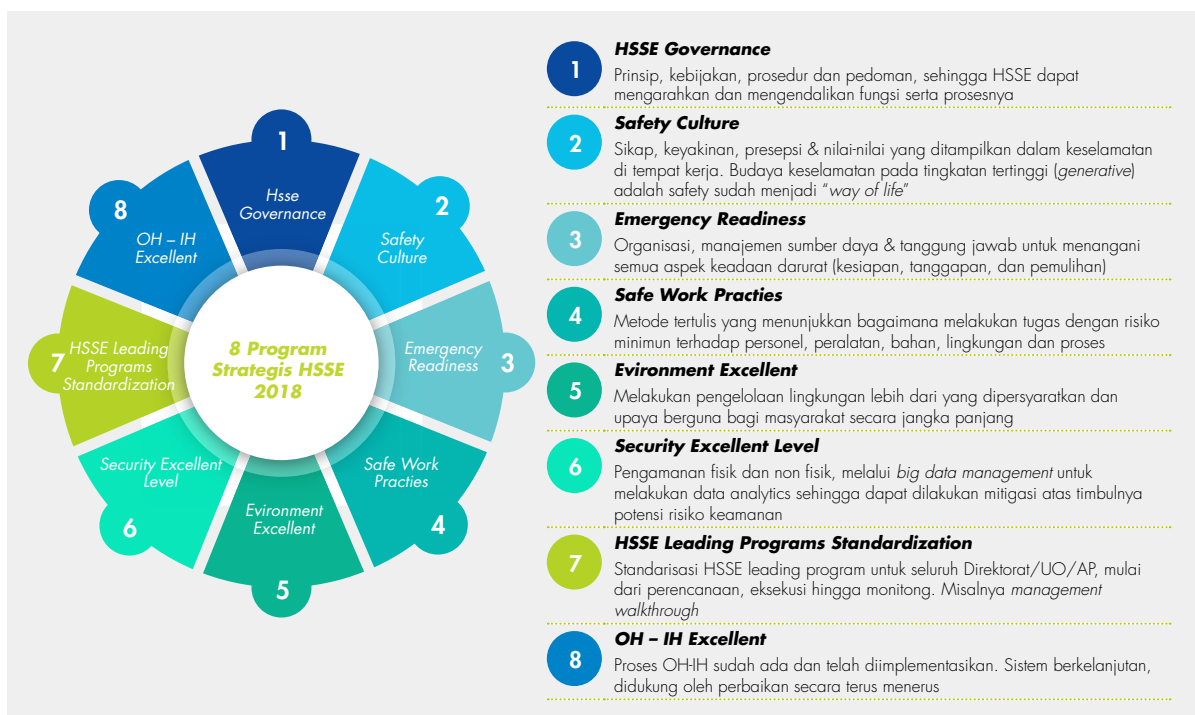 1
Hsse
Governance
2
Safety
Culture
Emergency
Readiness
3
Safe Work
Practies
4
Evironment
Excellent
5
Security Excellent
Level
6
7
HSSE Leading
Programs
Standardization
8
OH – IH
Excellent
8 Program
Strategis HSSE
2018
1
HSSE Governance
Prinsip, kebijakan, prosedur dan pedoman, sehingga HSSE dapat
mengarahkan dan mengendalikan fungsi serta prosesnya
2
Safety Culture
Sikap, keyakinan, presepsi & nilai-nilai yang ditampilkan dalam keselamatan
di tempat kerja. Budaya keselamatan pada tingkatan tertinggi (generative)
adalah safety sudah menjadi “way of life”
3
Emergency Readiness
Organisasi, manajemen sumber daya & tanggung jawab untuk menangani
semua aspek keadaan darurat (kesiapan, tanggapan, dan pemulihan)
4
Safe Work Practies
Metode tertulis yang menunjukkan bagaimana melakukan tugas dengan risiko
minimun terhadap personel, peralatan, bahan, lingkungan dan proses
5
Evironment Excellent
Melakukan pengelolaan lingkungan lebih dari yang dipersyaratkan dan
upaya berguna bagi masyarakat secara jangka panjang
6
Security Excellent Level
Pengamanan fisik dan non fisik, melalui big data management untuk
melakukan data analytics sehingga dapat dilakukan mitigasi atas timbulnya
potensi risiko keamanan
7
HSSE Leading Programs Standardization
Standarisasi HSSE leading program untuk seluruh Direktorat/UO/AP, mulai
dari perencanaan, eksekusi hingga monitong. Misalnya management
walkthrough
8
OH – IH Excellent
Proses OH-IH sudah ada dan telah diimplementasikan. Sistem berkelanjutan,
didukung oleh perbaikan secara terus menerus